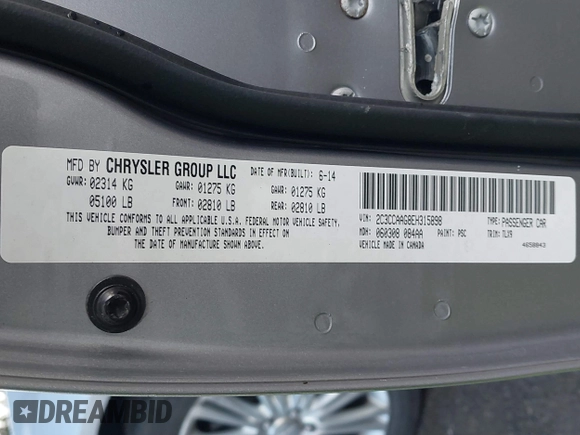 MFD BY CHRYSLER GROUP LLC DATE OF MFR(BUILT): 6-14
GVWR: 02314 KG GAWR: 01275 KG GAWR: 01275 KG
05100 LB FRONT: 02810 LB REAR: 02810 LB
THIS VEHICLE CONFORMS TO ALL APPLICABLE U.S.A. FEDERAL MOTOR VEHICLE SAFETY,
BUMPER AND THEFT PREVENTION STANDARDS IN EFFECT ON
THE DATE OF MANUFACTURE SHOWN ABOVE.
VIN: 2C3CCAAG8EH315898 TYPE: PASSENGER CAR
MDH: 060308 084AA PAINT: PSC TRIM: TLX9
VEHICLE MADE IN CANADA 4658843
DREAMBID